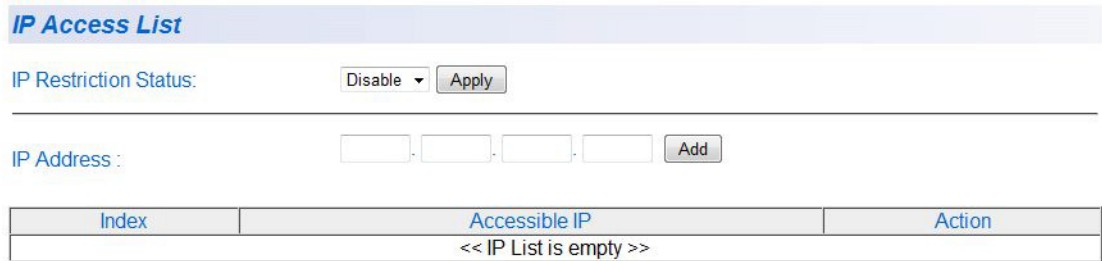 IP Access List
IP Restriction Status: Disable Apply
IP Address : . . . Add
Index Accessible IP Action
<< IP List is empty >>